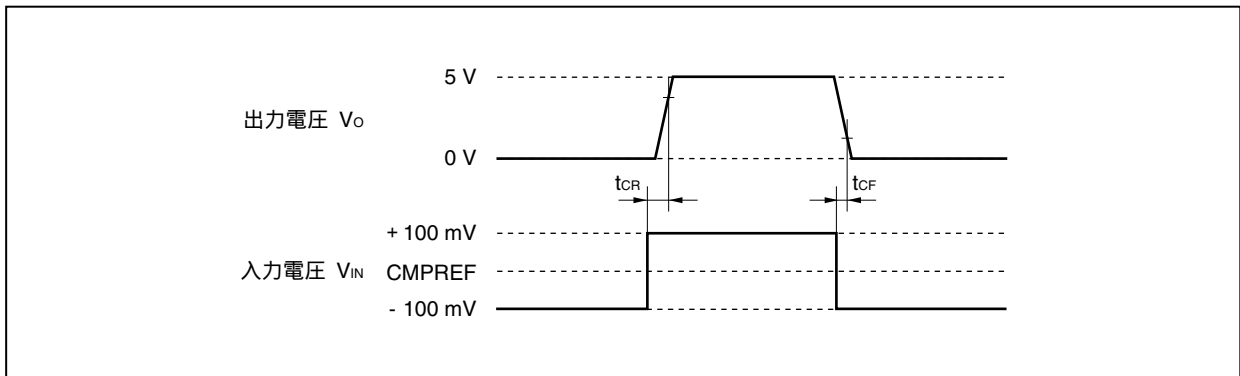 5 V
出力電圧 VO
0 V
tCR
tCF
+ 100 mV
入力電圧 VIN CMPREF
- 100 mV